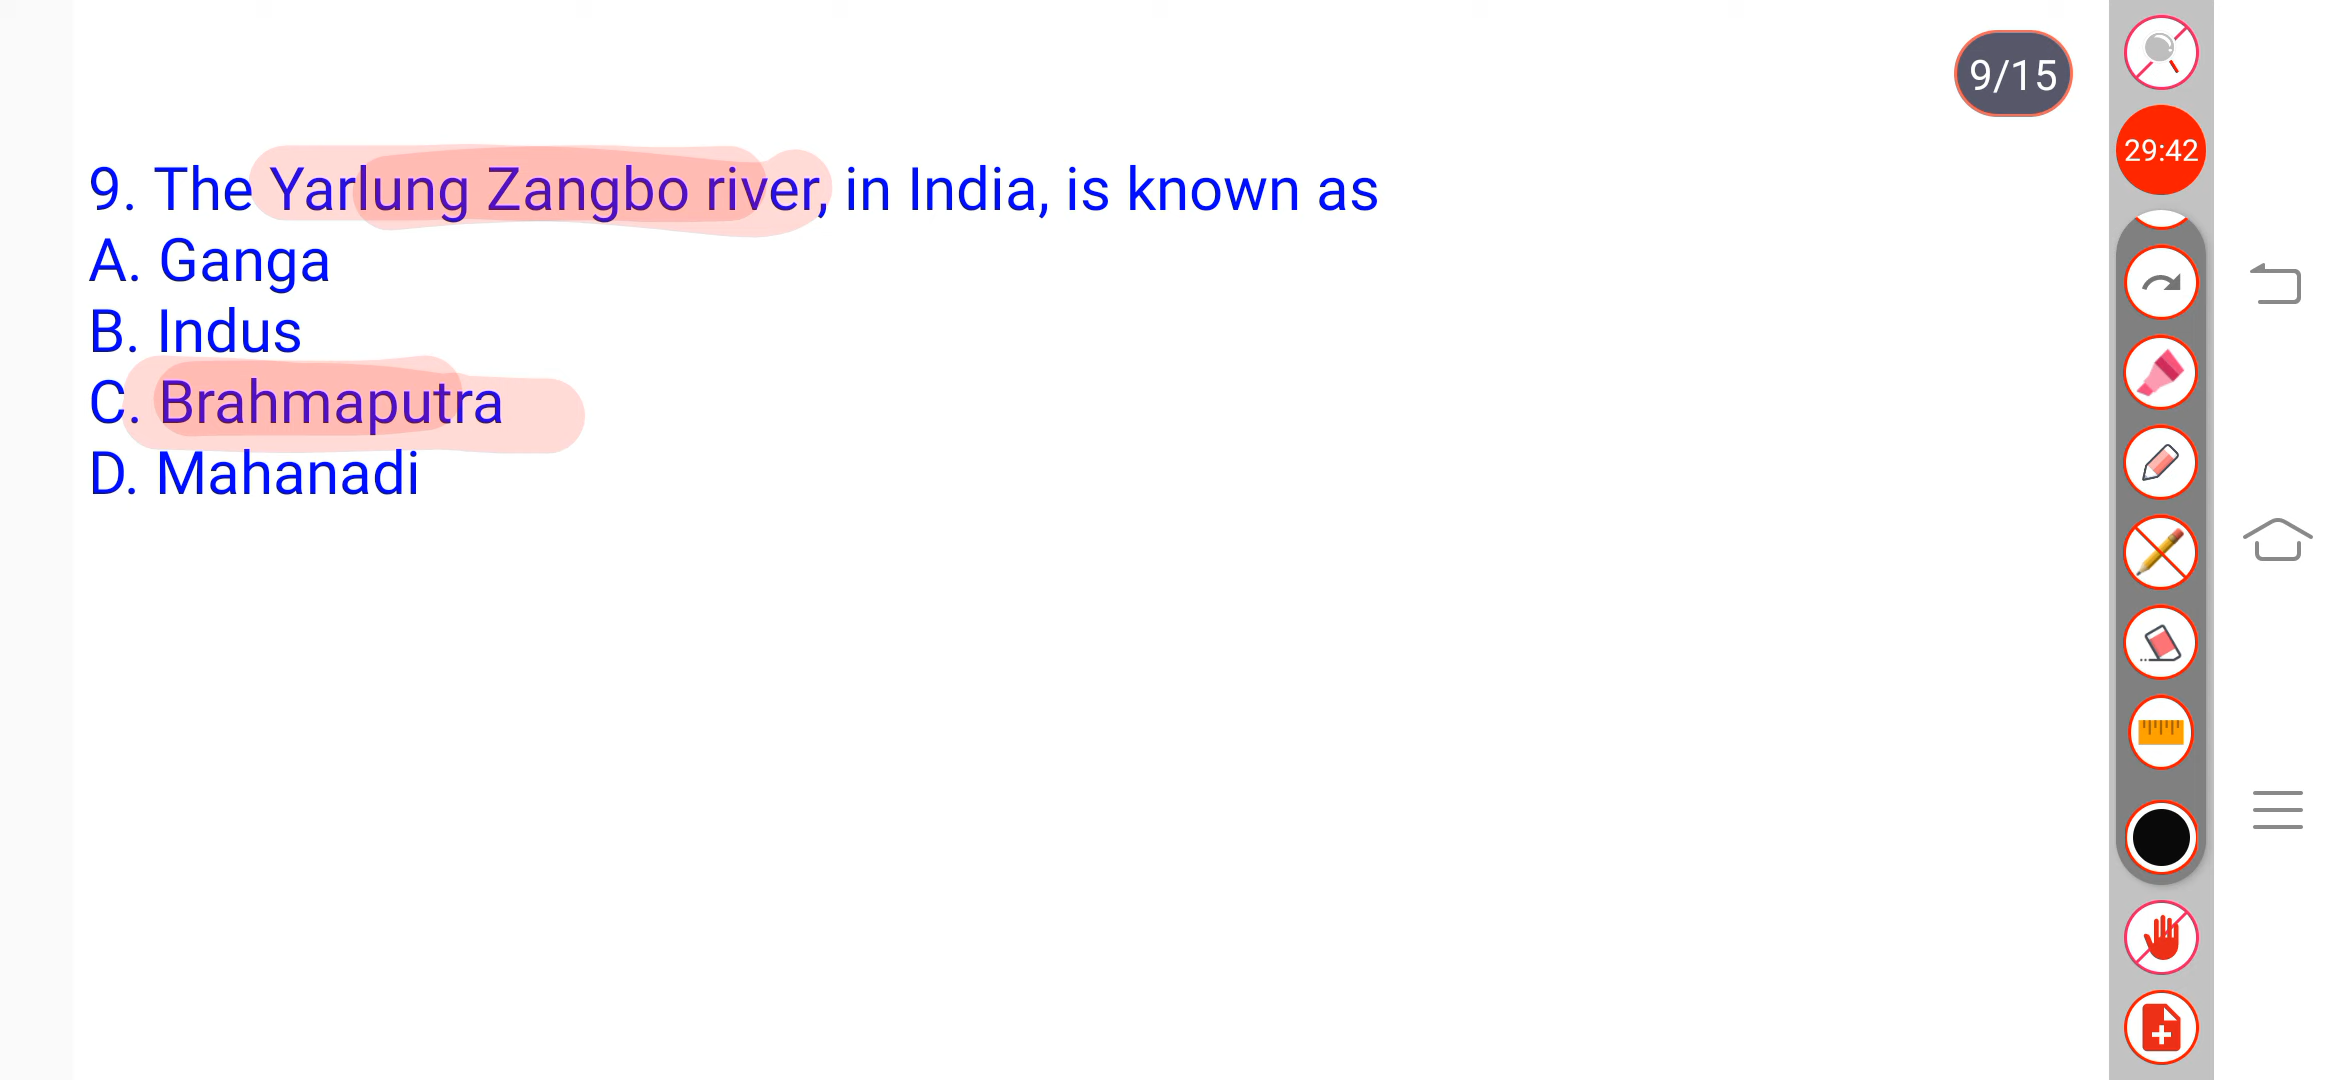 9/15
29:42
9. The Yarlung Zangbo river, in India, is known as
A. Ganga
B. Indus
C. Brahmaputra
D. Mahanadi